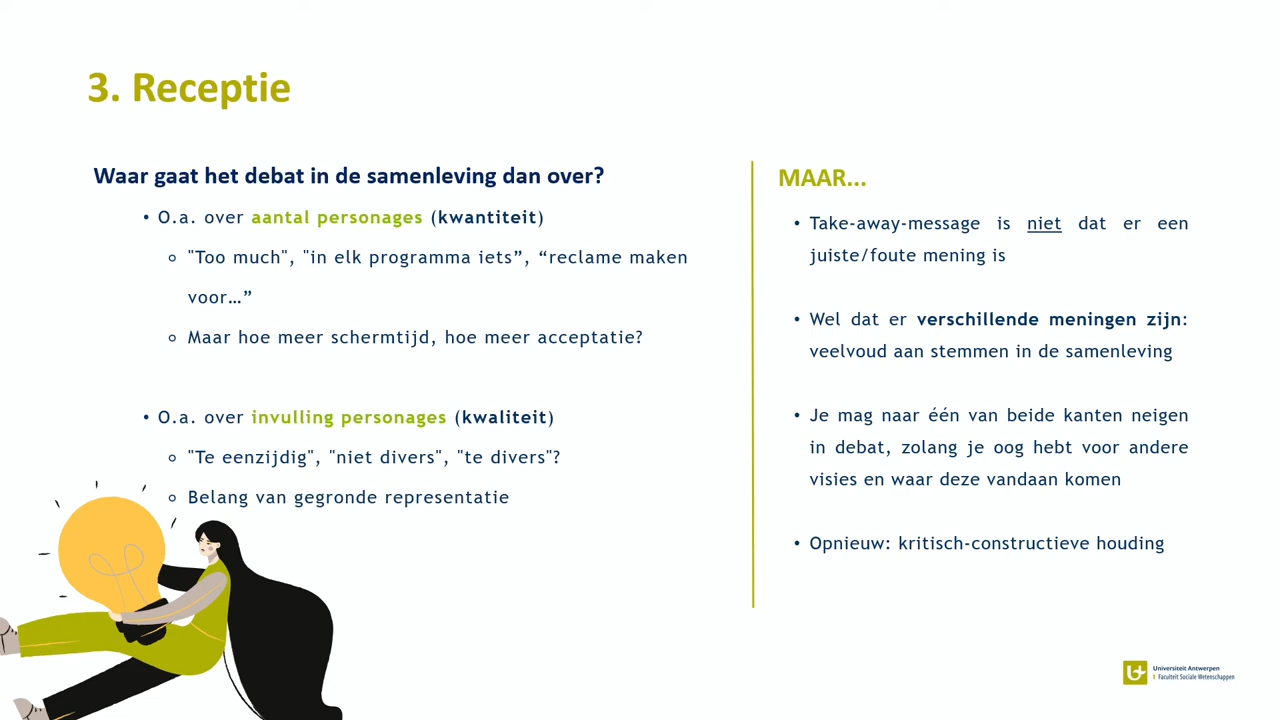 3. Receptie
Waar gaat het debat in de samenleving dan over?
• O.a. over aantal personages (kwantiteit)
o "Too much", "in elk programma iets”, “reclame maken
voor…”
o Maar hoe meer schermtijd, hoe meer acceptatie?
• O.a. over invulling personages (kwaliteit)
o "Te eenzijdig", "niet divers", "te divers"?
o Belang van gegronde representatie
MAAR...
• Take-away-message is niet dat er een
juiste/foute mening is
• Wel dat er verschillende meningen zijn:
veelvoud aan stemmen in de samenleving
• Je mag naar één van beide kanten neigen
in debat, zolang je oog hebt voor andere
visies en waar deze vandaan komen
• Opnieuw: kritisch-constructieve houding
Universiteit Antwerpen
| Faculteit Sociale Wetenschappen